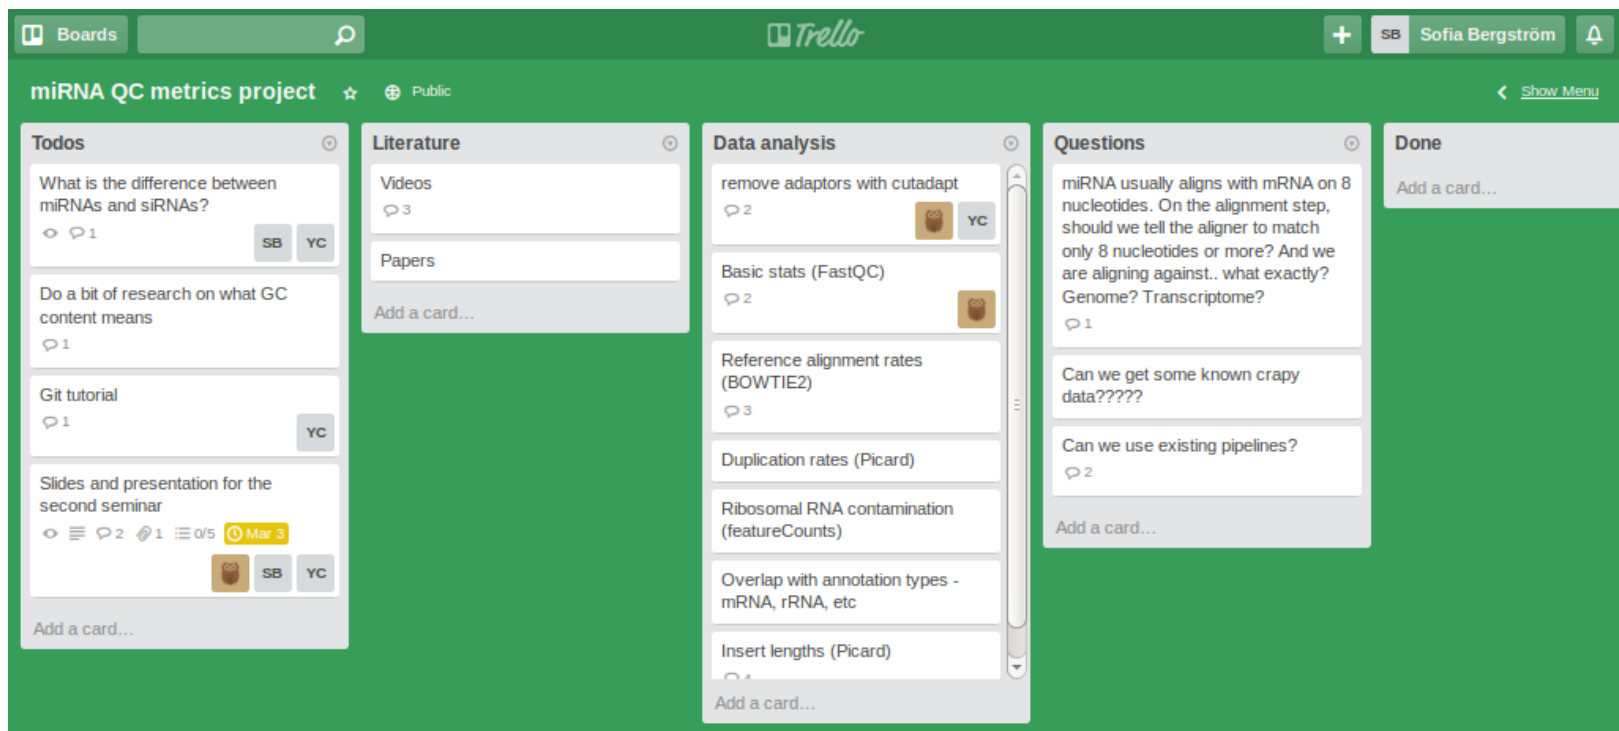 Boards
Trello
SB Sofia Bergström
miRNA QC metrics project
Public
Show Menu
Todos
What is the difference between
miRNAs and siRNAs?
1
SB YC
Do a bit of research on what GC
content means
1
Git tutorial
1
YC
Slides and presentation for the
second seminar
2 1 0/5 Mar 3
SB YC
Add a card…
Literature
Videos
3
Papers
Add a card…
Data analysis
remove adaptors with cutadapt
2
YC
Basic stats (FastQC)
2
Reference alignment rates
(BOWTIE2)
3
Duplication rates (Picard)
Ribosomal RNA contamination
(featureCounts)
Overlap with annotation types -
mRNA, rRNA, etc
Insert lengths (Picard)
Add a card…
Questions
miRNA usually aligns with mRNA on 8
nucleotides. On the alignment step,
should we tell the aligner to match
only 8 nucleotides or more? And we
are aligning against.. what exactly?
Genome? Transcriptome?
1
Can we get some known crapy
data?????
Can we use existing pipelines?
2
Add a card…
Done
Add a card…